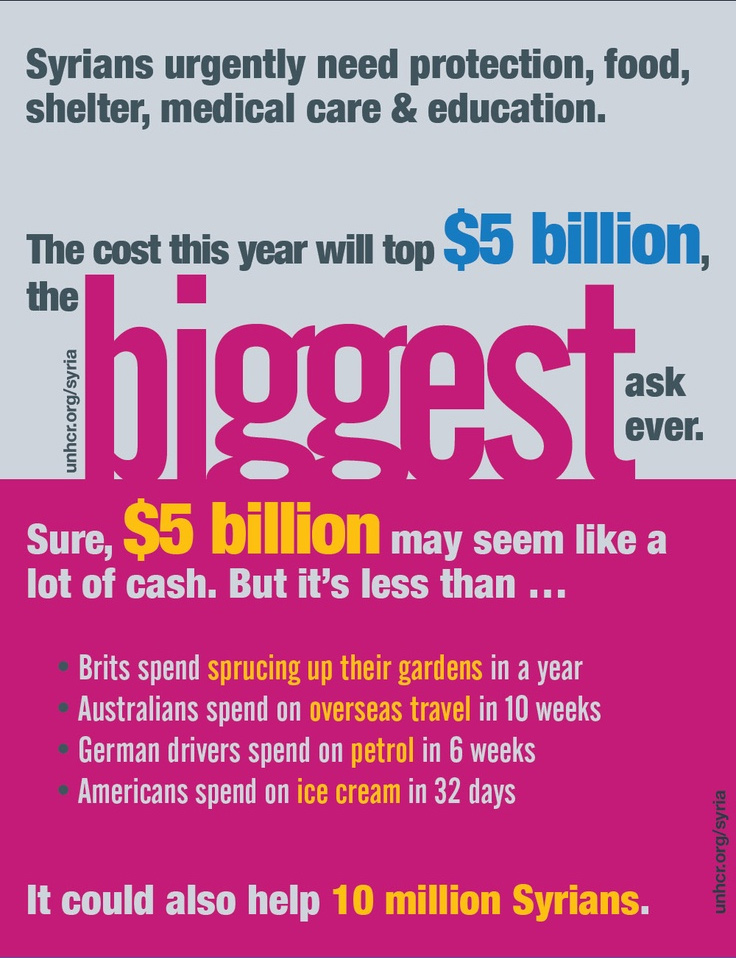 Syrians urgently need protection, food,
shelter, medical care & education.
The cost this year will top $5 billion,
the biggest ask
ever.
unhcr.org/syria
Sure, $5 billion may seem like a
lot of cash. But it's less than ...
• Brits spend sprucing up their gardens in a year
• Australians spend on overseas travel in 10 weeks
• German drivers spend on petrol in 6 weeks
• Americans spend on ice cream in 32 days
It could also help 10 million Syrians.
unhcr.org/syria